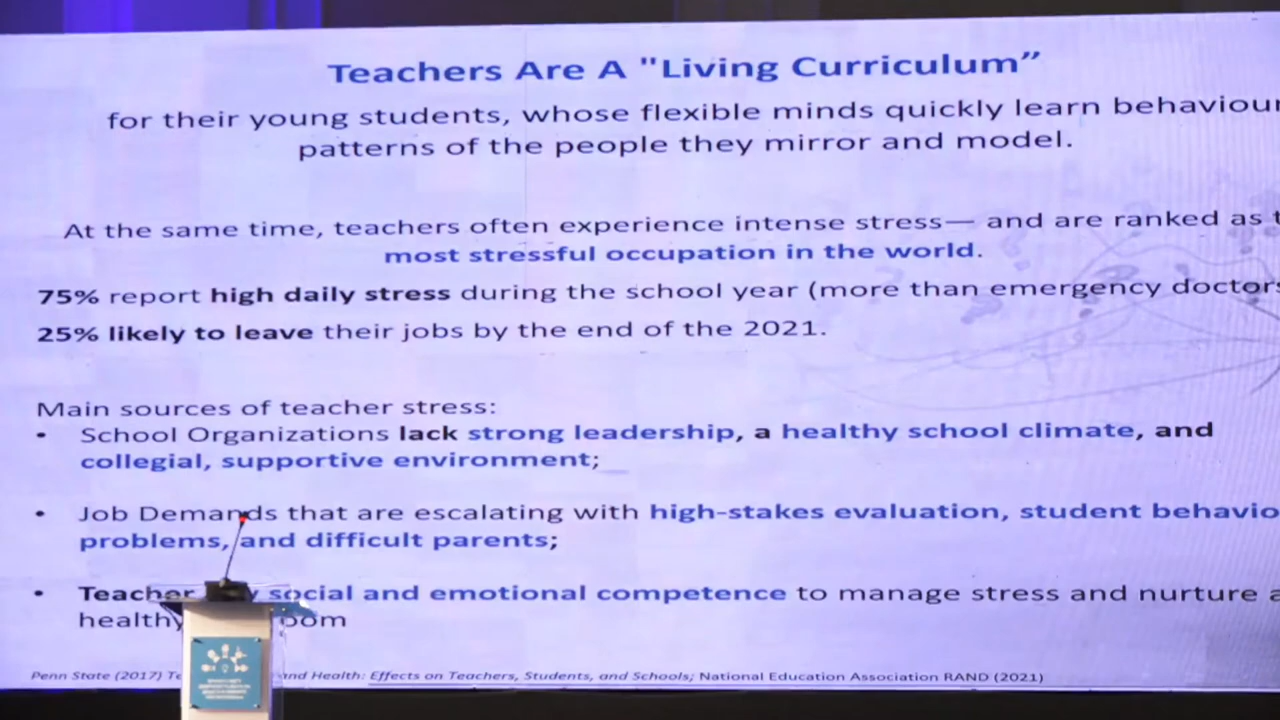 Teachers Are A "Living Curriculum”
for their young students, whose flexible minds quickly learn behaviour
patterns of the people they mirror and model.
At the same time, teachers often experience intense stress— and are ranked as
most stressful occupation in the world.
75% report high daily stress during the school year (more than emergency doctors
25% likely to leave their jobs by the end of the 2021.
Main sources of teacher stress:
• School Organizations lack strong leadership, a healthy school climate, and
collegial, supportive environment;
• Job Demands that are escalating with high-stakes evaluation, student behavio
problems, and difficult parents;
• Teacher social and emotional competence to manage stress and nurture a
healthy oom
Penn State (2017) and Health: Effects on Teachers, Students, and Schools; National Education Association RAND (2021)